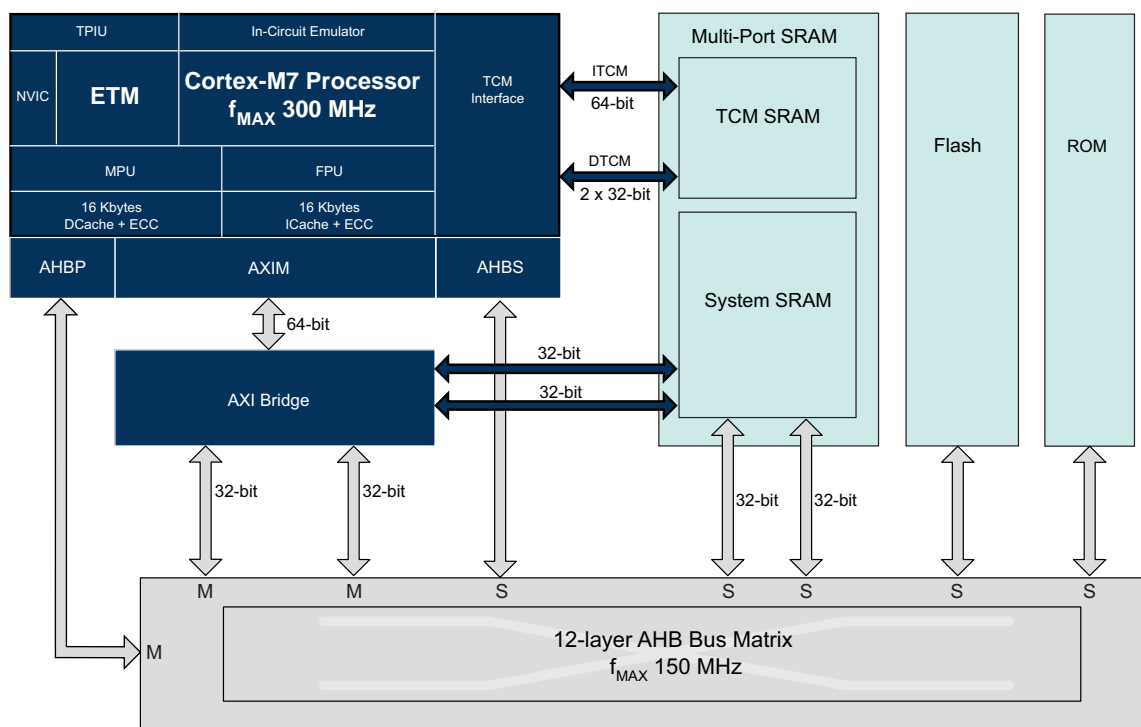 TPIU
In-Circuit Emulator
Multi-Port SRAM
NVIC
ETM
Cortex-M7 Processor
fMAX 300 MHz
TCM
Interface
ITCM
64-bit
TCM SRAM
Flash
ROM
MPU
FPU
DTCM
2 x 32-bit
16 Kbytes
DCache + ECC
16 Kbytes
ICache + ECC
AHBP
AXIM
AHBS
System SRAM
64-bit
AXI Bridge
32-bit
32-bit
32-bit
32-bit
32-bit
32-bit
M
M
S
S
S
S
S
M
12-layer AHB Bus Matrix
fMAX 150 MHz